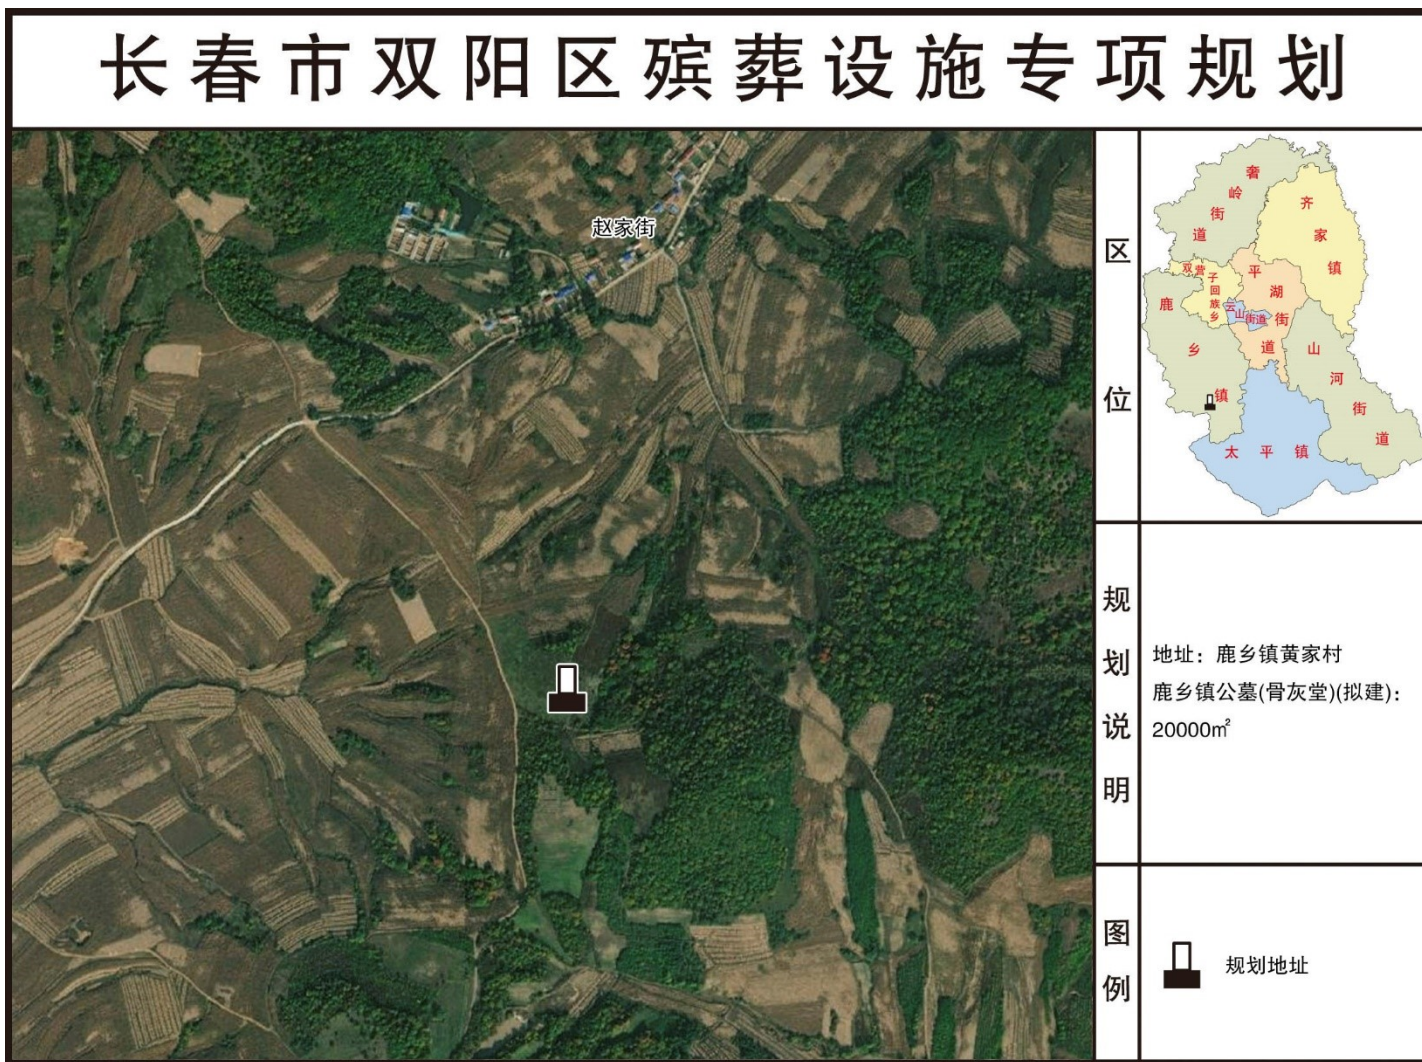 长春市双阳区殡葬设施专项规划
赵家街
区位
奢岭街道
齐家镇
双营子回族乡
平湖街道
云山街道
鹿乡镇
山河街道
太平镇
规划说明
地址：鹿乡镇黄家村
鹿乡镇公墓(骨灰堂)(拟建)：
20000㎡
图例
规划地址